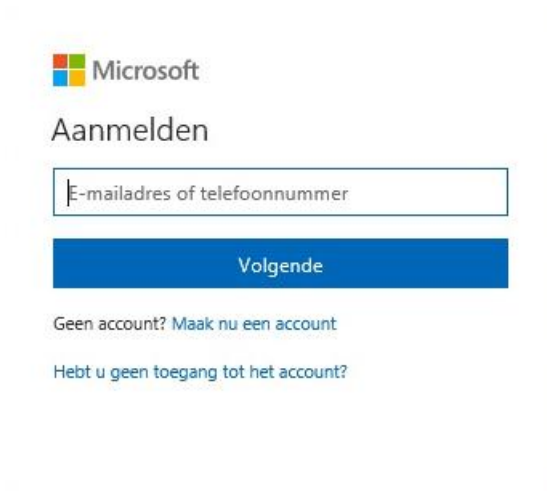 Microsoft
Aanmelden
E-mailadres of telefoonnummer
Volgende
Geen account? Maak nu een account
Hebt u geen toegang tot het account?